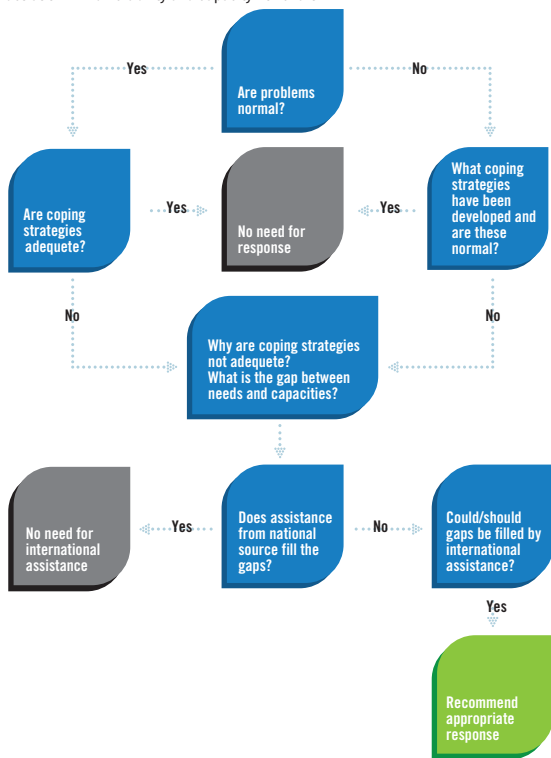 and capacity
Yes
Are problems
normal?
No
Are coping
strategies
adequete?
Yes
No need for
response
Yes
What coping
strategies
have been
developed and
are these
normal?
No
No
Why are coping strategies
not adequete?
What is the gap between
needs and capacities?
No need for
international
assistance
Yes
Does assistance
from national
source fill the
gaps?
No
Could/should
gaps be filled by
international
assistance?
Yes
Recommend
appropriate
response